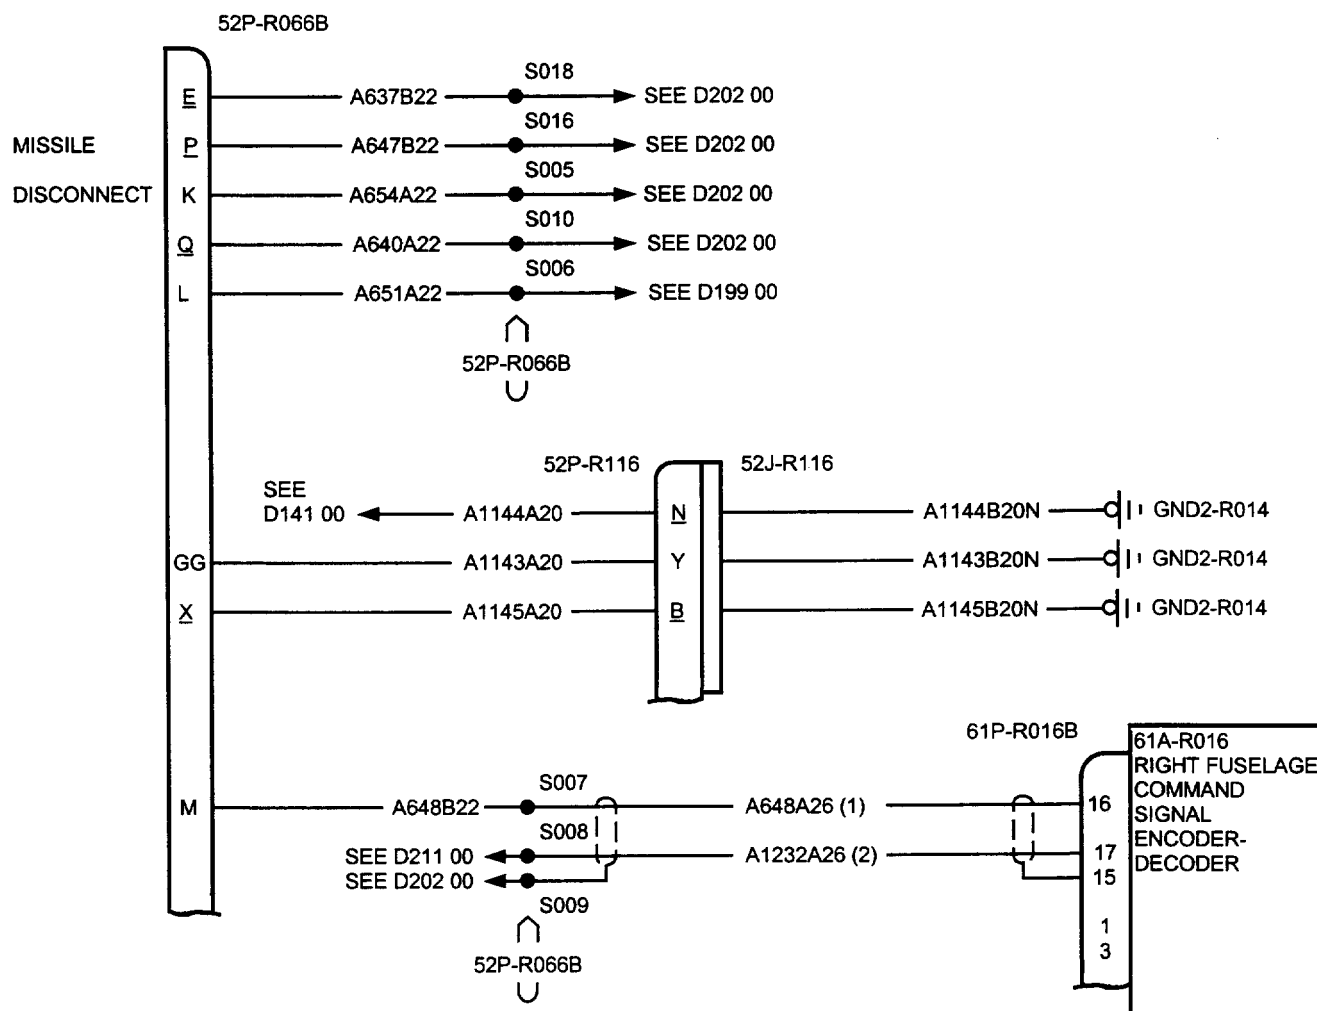 52P-R066B
E A637B22 S018 SEE D202 00
MISSILE P A647B22 S016 SEE D202 00
DISCONNECT K A654A22 S005 SEE D202 00
Q A640A22 S010 SEE D202 00
L A651A22 S006 SEE D199 00
52P-R066B
52P-R116 52J-R116
SEE
D141 00 A1144A20 N A1144B20N GND2-R014
GG A1143A20 Y A1143B20N GND2-R014
X A1145A20 B A1145B20N GND2-R014
61P-R016B
61A-R016
RIGHT FUSELAGE
COMMAND
SIGNAL
ENCODER-
DECODER
M A648B22 S007 A648A26 (1) 16
SEE D211 00 S008 A1232A26 (2) 17
SEE D202 00 S009 15
1
3
52P-R066B